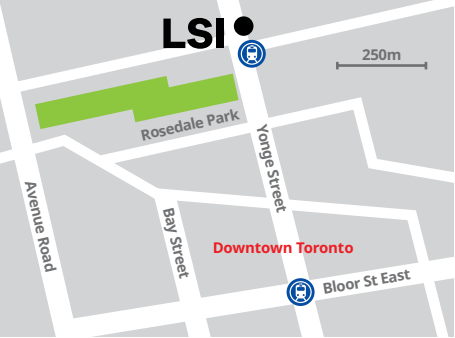 LSI
250m
Rosedale Park
Yonge Street
Avenue Road
Bay Street
Downtown Toronto
Bloor St East